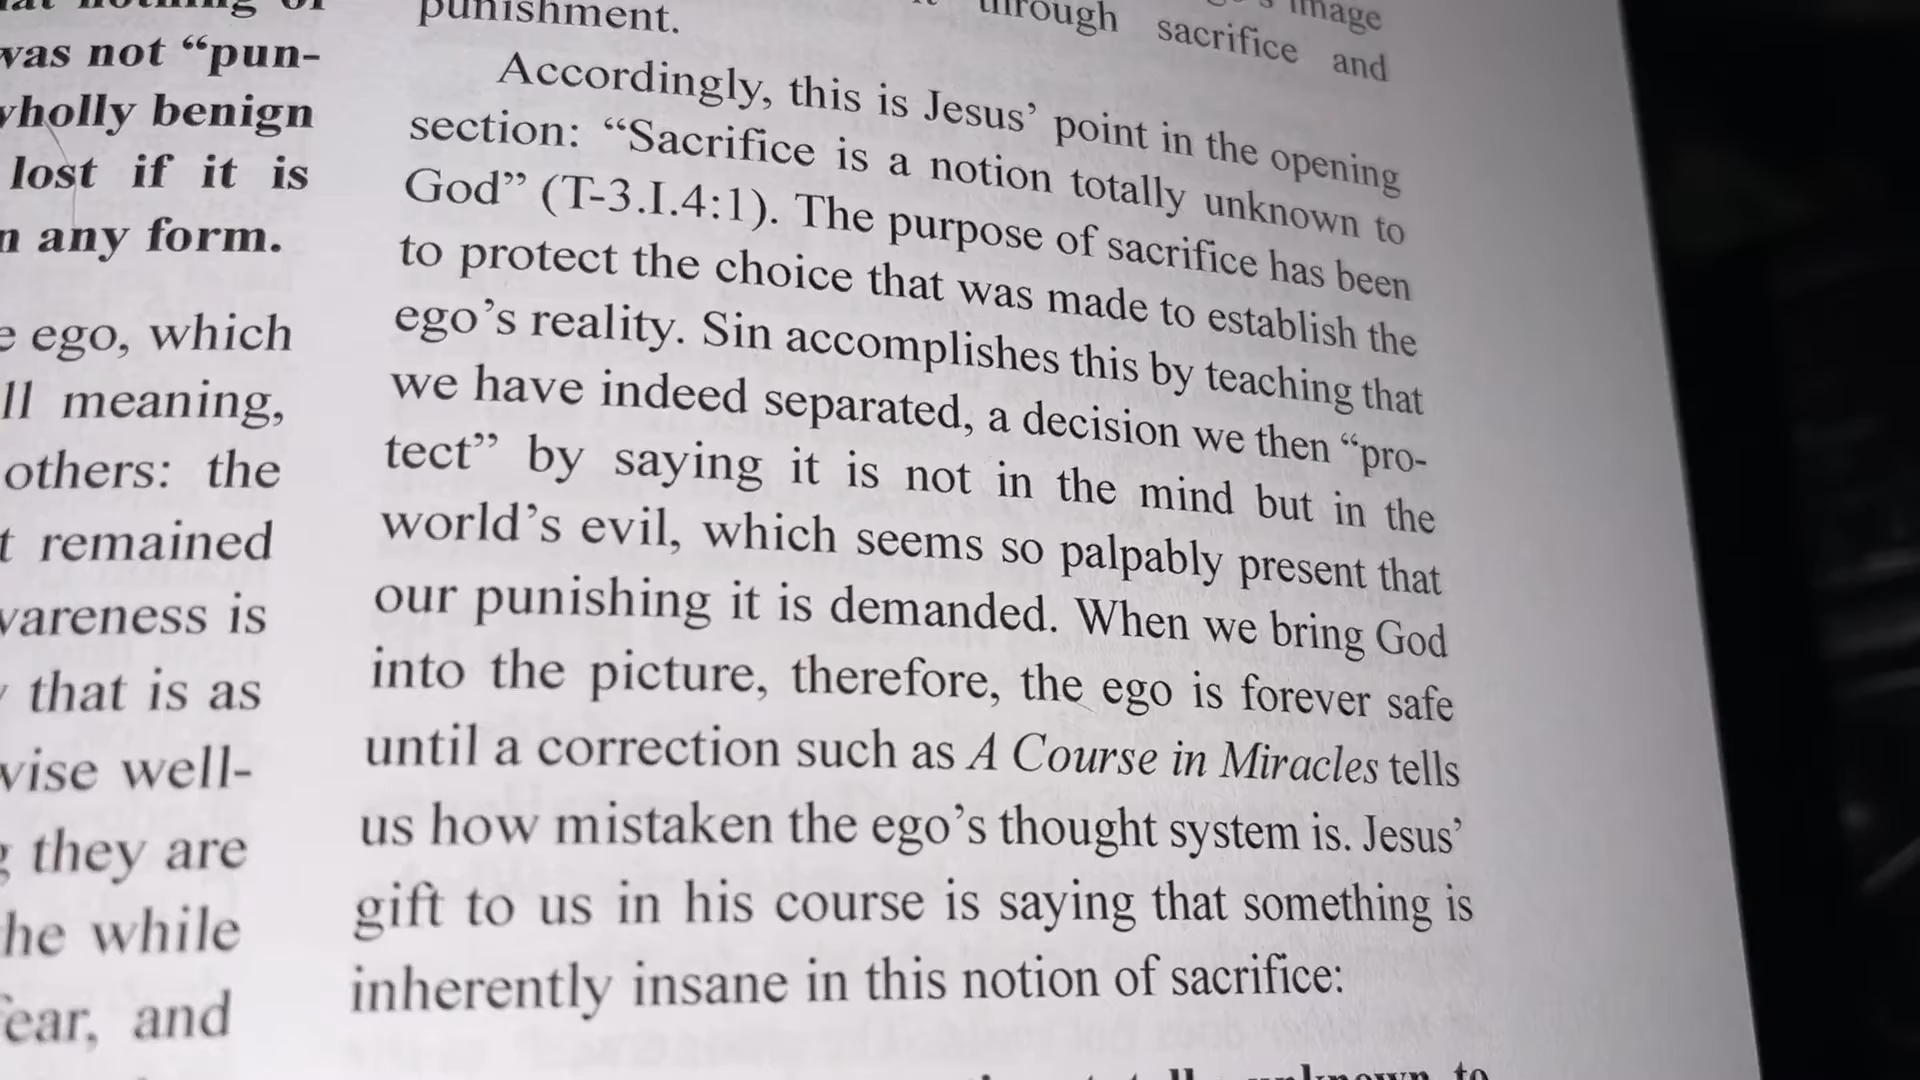 was not “pun-
wholly benign
lost if it is
any form.
ego, which
meaning,
others: the
remained
is
that is as
well-
they are
while
and
image
through sacrifice and
punishment.
Accordingly, this is Jesus’ point in the opening
section: “Sacrifice is a notion totally unknown to
God” (T-3.I.4:1). The purpose of sacrifice has been
to protect the choice that was made to establish the
ego’s reality. Sin accomplishes this by teaching that
we have indeed separated, a decision we then “pro-
tect” by saying it is not in the mind but in the
world’s evil, which seems so palpably present that
our punishing it is demanded. When we bring God
into the picture, therefore, the ego is forever safe
until a correction such as A Course in Miracles tells
us how mistaken the ego’s thought system is. Jesus’
gift to us in his course is saying that something is
inherently insane in this notion of sacrifice:
unknown to